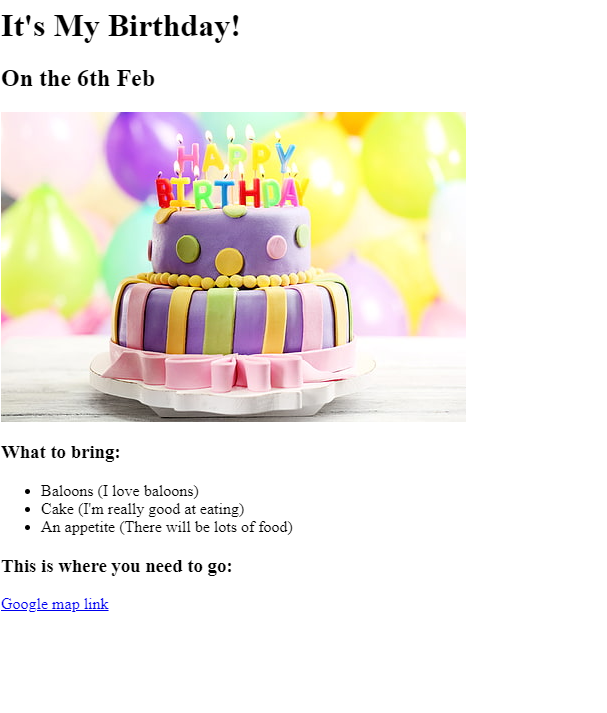 It's My Birthday!
On the 6th Feb
HAPPY
BIRTHDAY
What to bring:
Baloons (I love baloons)
Cake (I'm really good at eating)
An appetite (There will be lots of food)
This is where you need to go:
Google map link